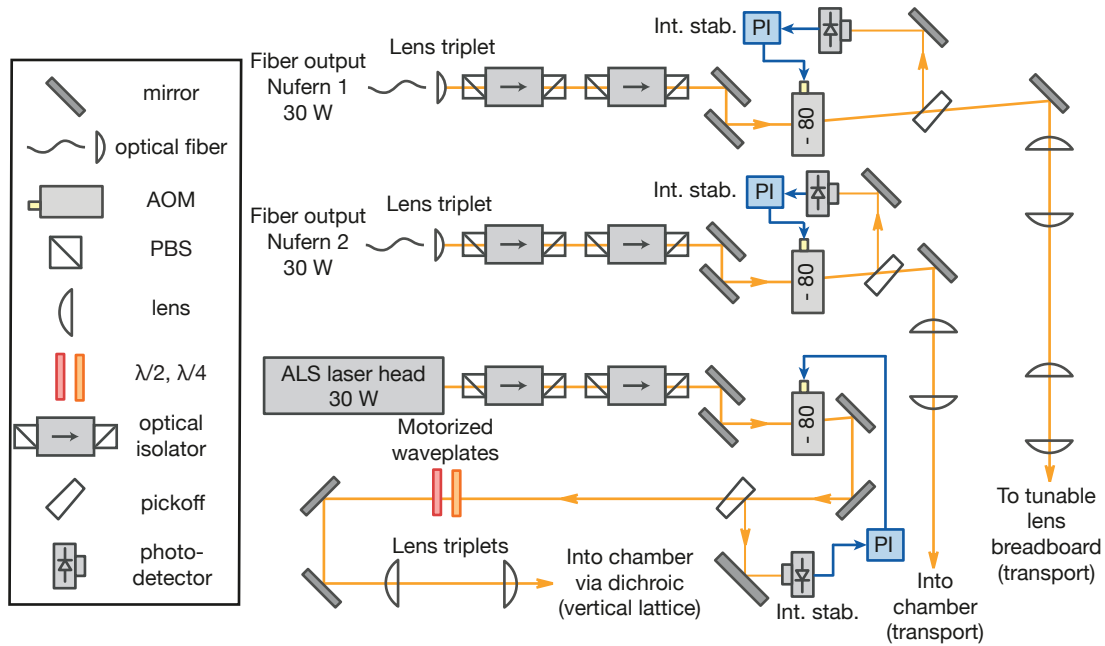 mirror
optical fiber
AOM
PBS
lens
λ/2, λ/4
optical
isolator
pickoff
photo-
detector
Fiber output
Nufern 1
30 W
Lens triplet
Int. stab.
PI
- 80
Fiber output
Nufern 2
30 W
Lens triplet
Int. stab.
PI
- 80
ALS laser head
30 W
- 80
Motorized
waveplates
PI
Int. stab.
Lens triplets
Into chamber
via dichroic
(vertical lattice)
Into
chamber
(transport)
To tunable
lens
breadboard
(transport)